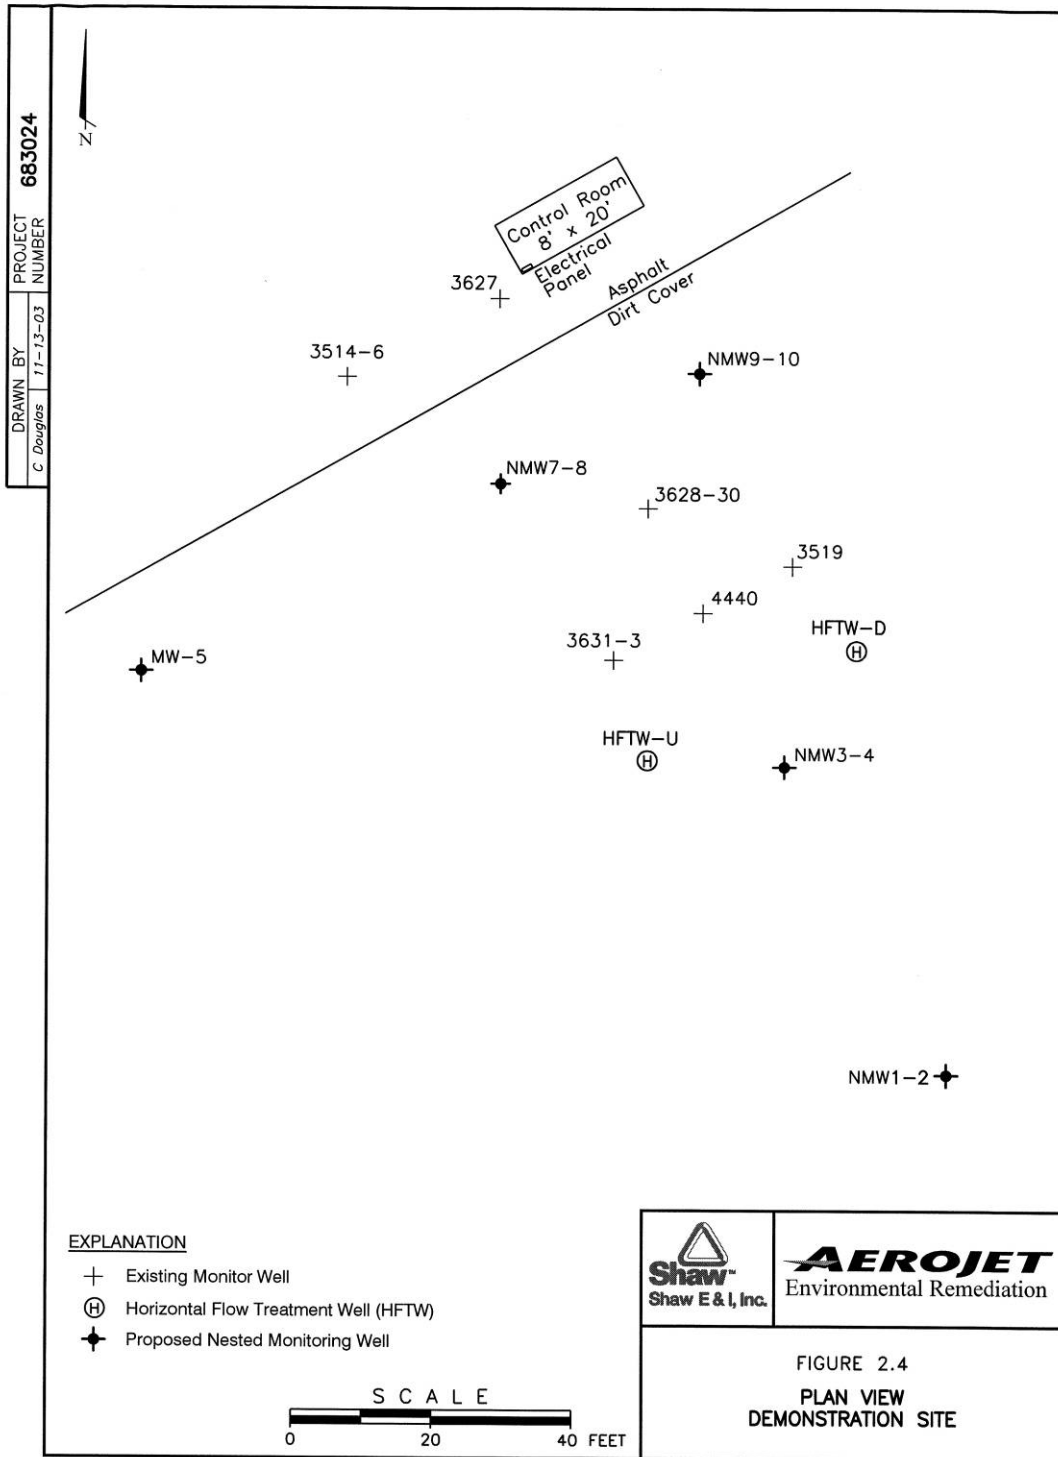 DRAWN BY
C Douglas 11-13-03
PROJECT
NUMBER
683024
N
Control Room
8' x 20'
Electrical
Panel
Asphalt
Dirt Cover
3627
3514-6
NMW9-10
NMW7-8
3628-30
3519
4440
HFTW-D
H
3631-3
MW-5
HFTW-U
H
NMW3-4
NMW1-2
EXPLANATION
Existing Monitor Well
H Horizontal Flow Treatment Well (HFTW)
Proposed Nested Monitoring Well
SCALE
0 20 40 FEET
Shaw™
Shaw E & I, Inc.
AEROJET
Environmental Remediation
FIGURE 2.4
PLAN VIEW
DEMONSTRATION SITE